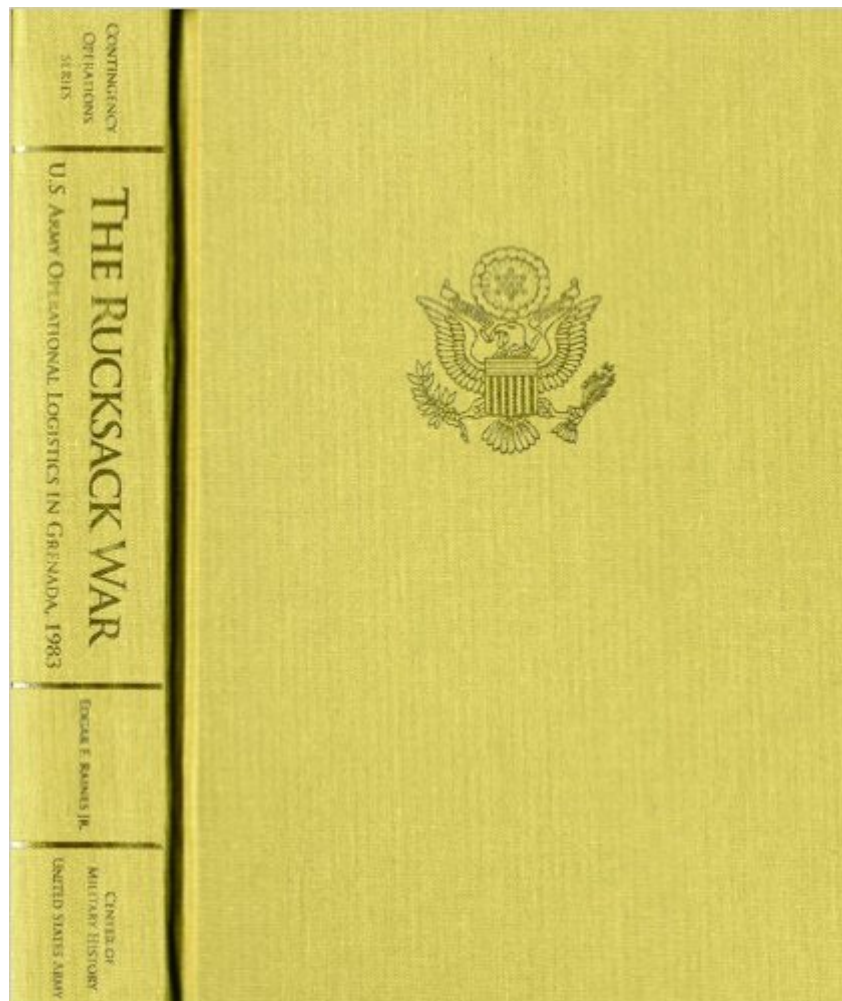 CONTINGENCY
OPERATIONS
SERIES
THE RUCKSACK WAR
U.S. ARMY OPERATIONAL LOGISTICS IN GRENADA, 1983
EDGAR F. RAINES JR.
CENTER OF
MILITARY HISTORY
UNITED STATES ARMY